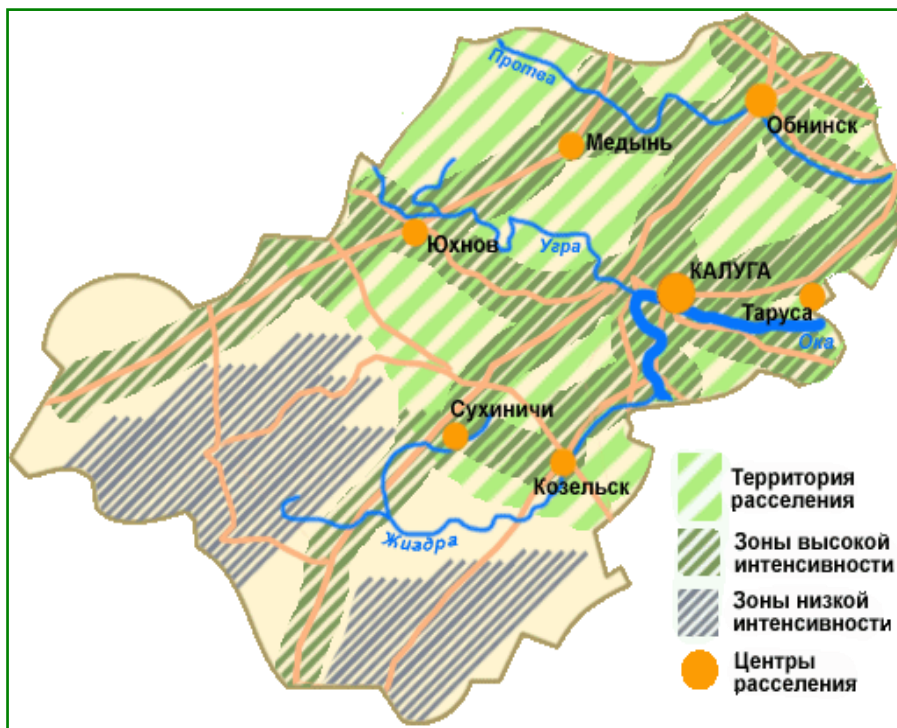 Протва
Обнинск
Медынь
Юхнов
Угра
КАЛУГА
Таруса
Ока
Сухиничи
Козельск
Жиздра
Территория
расселения
Зоны высокой
интенсивности
Зоны низкой
интенсивности
Центры
расселения